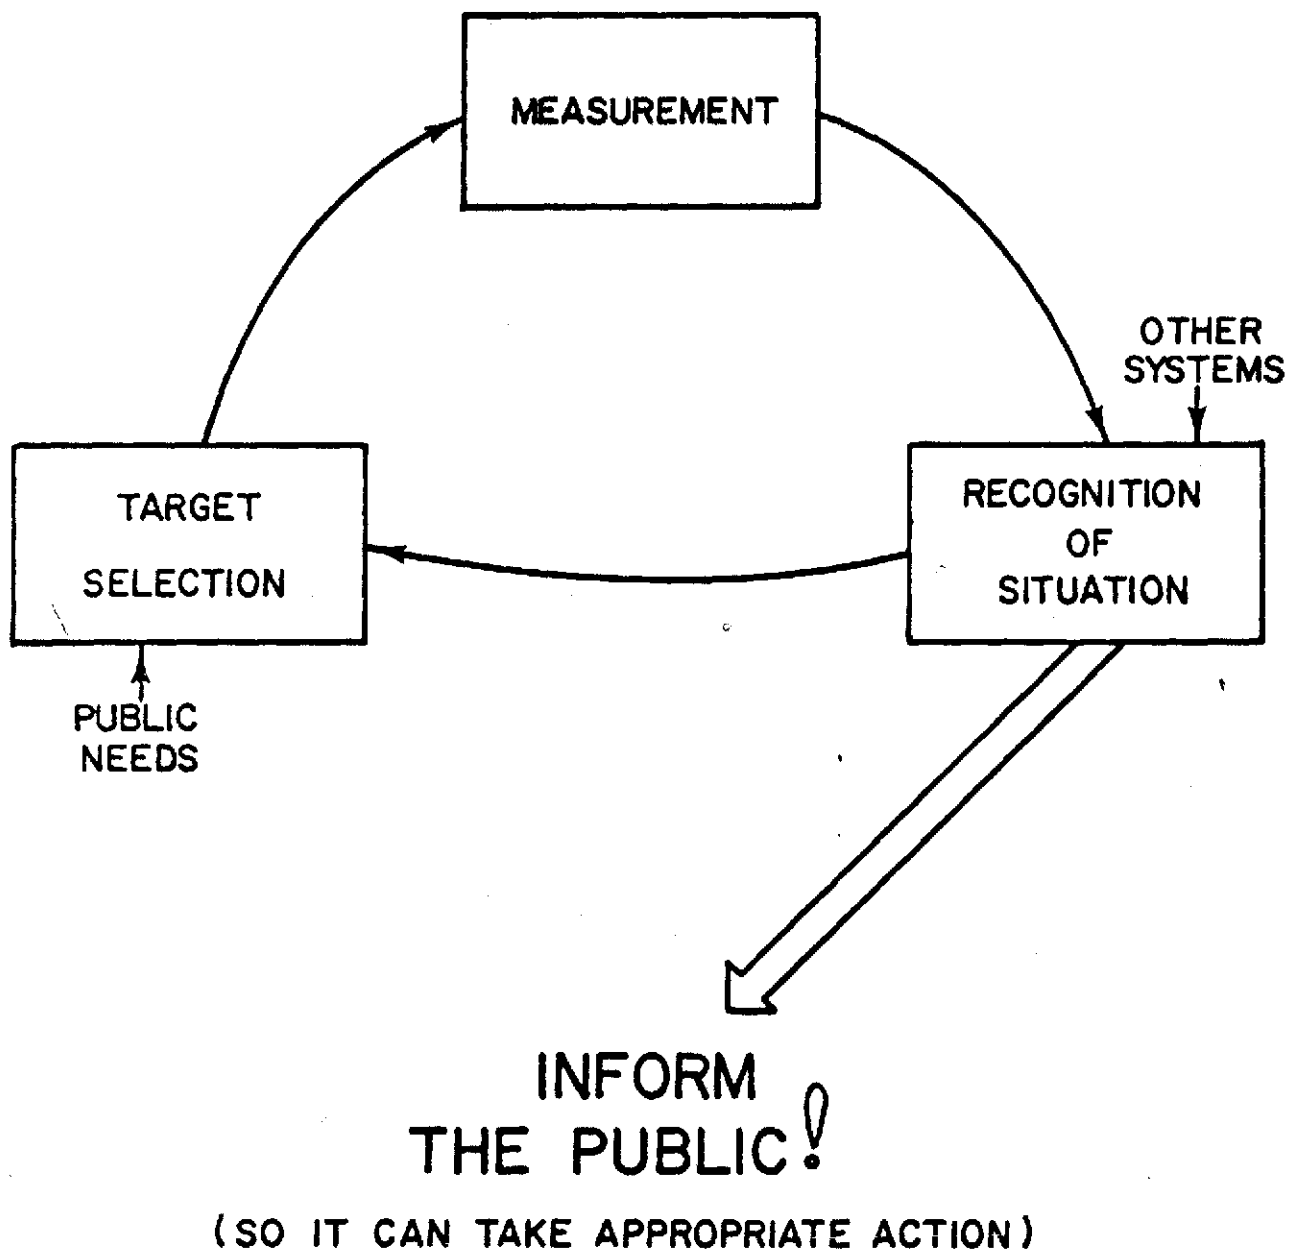 MEASUREMENT
OTHER
SYSTEMS
TARGET
SELECTION
RECOGNITION
OF
SITUATION
PUBLIC
NEEDS
INFORM
THE PUBLIC!
(SO IT CAN TAKE APPROPRIATE ACTION)